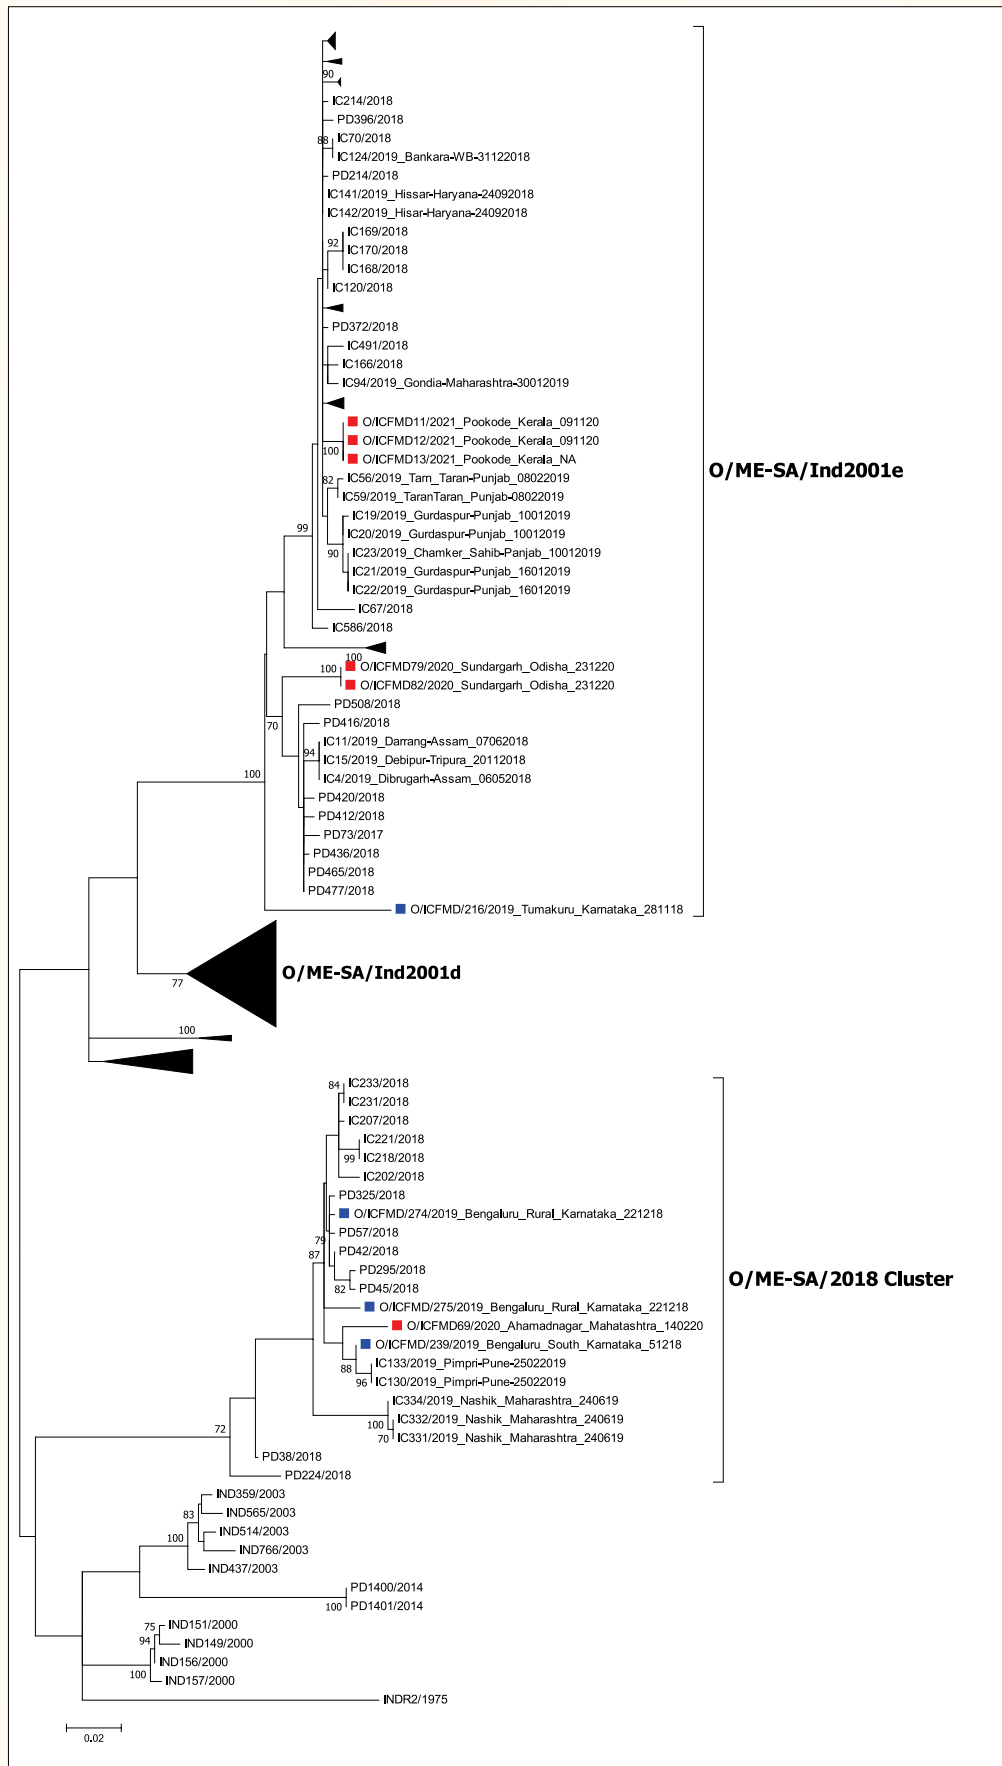 90
IC214/2018
PD396/2018
IC70/2018
88
IC124/2019_Bankara-WB-31122018
PD214/2018
IC141/2019_Hissar-Haryana-24092018
IC142/2019_Hisar-Haryana-24092018
IC169/2018
92
IC170/2018
IC168/2018
IC120/2018
PD372/2018
IC491/2018
IC166/2018
IC94/2019_Gondia-Maharashtra-30012019
O/ICFMD11/2021_Pookode_Kerala_091120
O/ICFMD12/2021_Pookode_Kerala_091120
100
O/ICFMD13/2021_Pookode_Kerala_NA
O/ME-SA/Ind2001e
82
IC56/2019_Tarn_Taran-Punjab_08022019
IC59/2019_TaranTaran_Punjab-08022019
IC19/2019_Gurdaspur-Punjab_10012019
99
IC20/2019_Gurdaspur-Punjab_10012019
90
IC23/2019_Chamker_Sahib-Panjab_10012019
IC21/2019_Gurdaspur-Punjab_16012019
IC22/2019_Gurdaspur-Punjab_16012019
IC67/2018
IC586/2018
100
100
O/ICFMD79/2020_Sundargarh_Odisha_231220
O/ICFMD82/2020_Sundargarh_Odisha_231220
PD508/2018
70
PD416/2018
IC11/2019_Darrang-Assam_07062018
94
IC15/2019_Debipur-Tripura_20112018
100
IC4/2019_Dibrugarh-Assam_06052018
PD420/2018
PD412/2018
PD73/2017
PD436/2018
PD465/2018
PD477/2018
O/ICFMD/216/2019_Tumakuru_Karnataka_281118
O/ME-SA/Ind2001d
77
100
84
IC233/2018
IC231/2018
IC207/2018
IC221/2018
99
IC218/2018
IC202/2018
PD325/2018
O/ICFMD/274/2019_Bengaluru_Rural_Karnataka_221218
PD57/2018
79
PD42/2018
87
PD295/2018
O/ME-SA/2018 Cluster
82
PD45/2018
O/ICFMD/275/2019_Bengaluru_Rural_Karnataka_221218
O/ICFMD69/2020_Ahamadnagar_Mahatashtra_140220
O/ICFMD/239/2019_Bengaluru_South_Karnataka_51218
88
IC133/2019_Pimpri-Pune-25022019
96
IC130/2019_Pimpri-Pune-25022019
IC334/2019_Nashik_Maharashtra_240619
100
IC332/2019_Nashik_Maharashtra_240619
72
70
IC331/2019_Nashik_Maharashtra_240619
PD38/2018
PD224/2018
IND359/2003
83
IND565/2003
100
IND514/2003
IND766/2003
IND437/2003
PD1400/2014
100
PD1401/2014
75
IND151/2000
94
IND149/2000
IND156/2000
100
IND157/2000
INDR2/1975
0.02